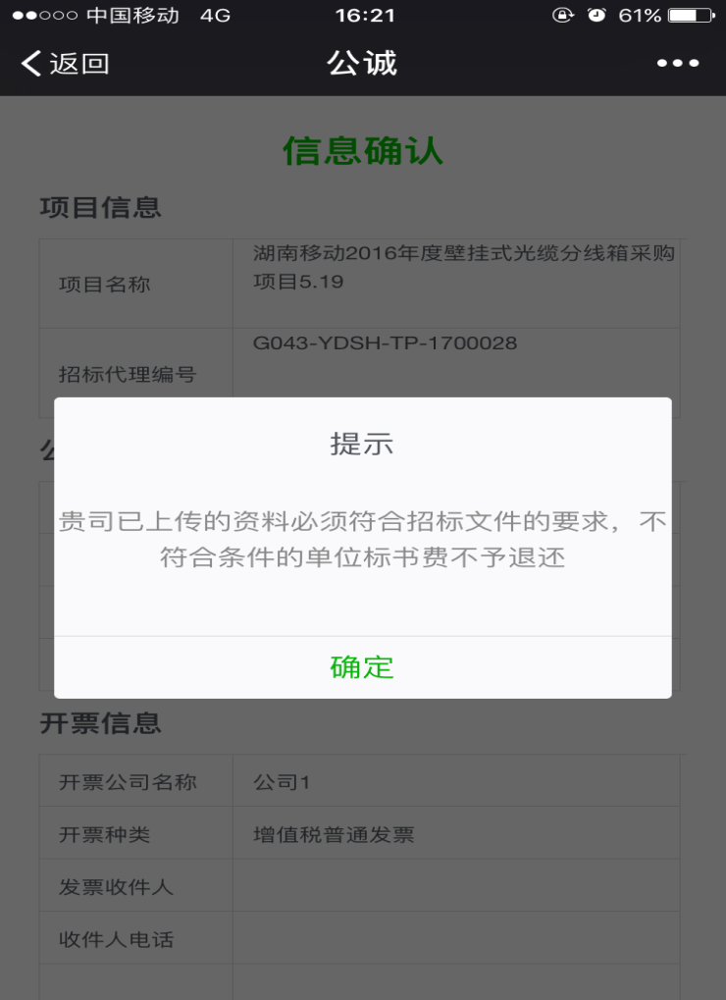 中国移动 4G 16:21 61%
返回 公诚
信息确认
项目信息
项目名称
湖南移动2016年度壁挂式光缆分线箱采购
项目5.19
招标代理编号
G043-YDSH-TP-1700028
提示
贵司已上传的资料必须符合招标文件的要求，不
符合条件的单位标书费不予退还
确定
开票信息
开票公司名称 公司1
开票种类 增值税普通发票
发票收件人
收件人电话